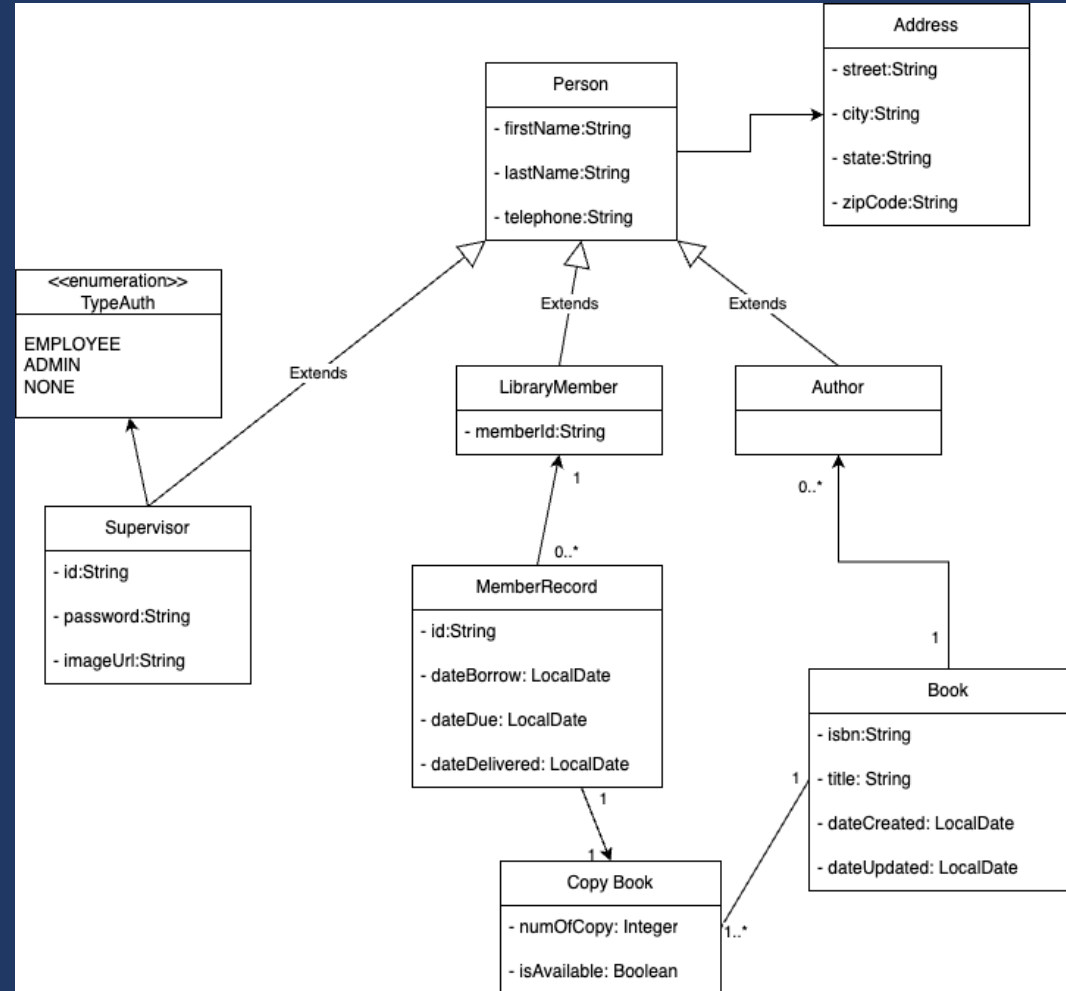 Address
- street:String
- city:String
- state:String
- zipCode:String
Person
- firstName:String
- lastName:String
- telephone:String
<<enumeration>>
TypeAuth
EMPLOYEE
ADMIN
NONE
Extends
Extends
Extends
LibraryMember
- memberId:String
Author
1
0..*
0..*
1
Supervisor
- id:String
- password:String
- imageUrl:String
MemberRecord
- id:String
- dateBorrow: LocalDate
- dateDue: LocalDate
- dateDelivered: LocalDate
Book
- isbn:String
- title: String
- dateCreated: LocalDate
- dateUpdated: LocalDate
1
1
1
1..*
Copy Book
- numOfCopy: Integer
- isAvailable: Boolean